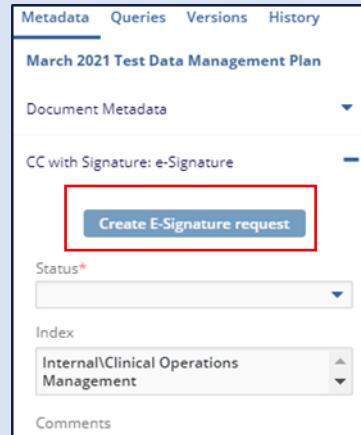 Metadata Queries Versions History
March 2021 Test Data Management Plan
Document Metadata
CC with Signature: e-Signature
Create E-Signature request
Status*
Index
Internal\Clinical Operations
Management
Comments